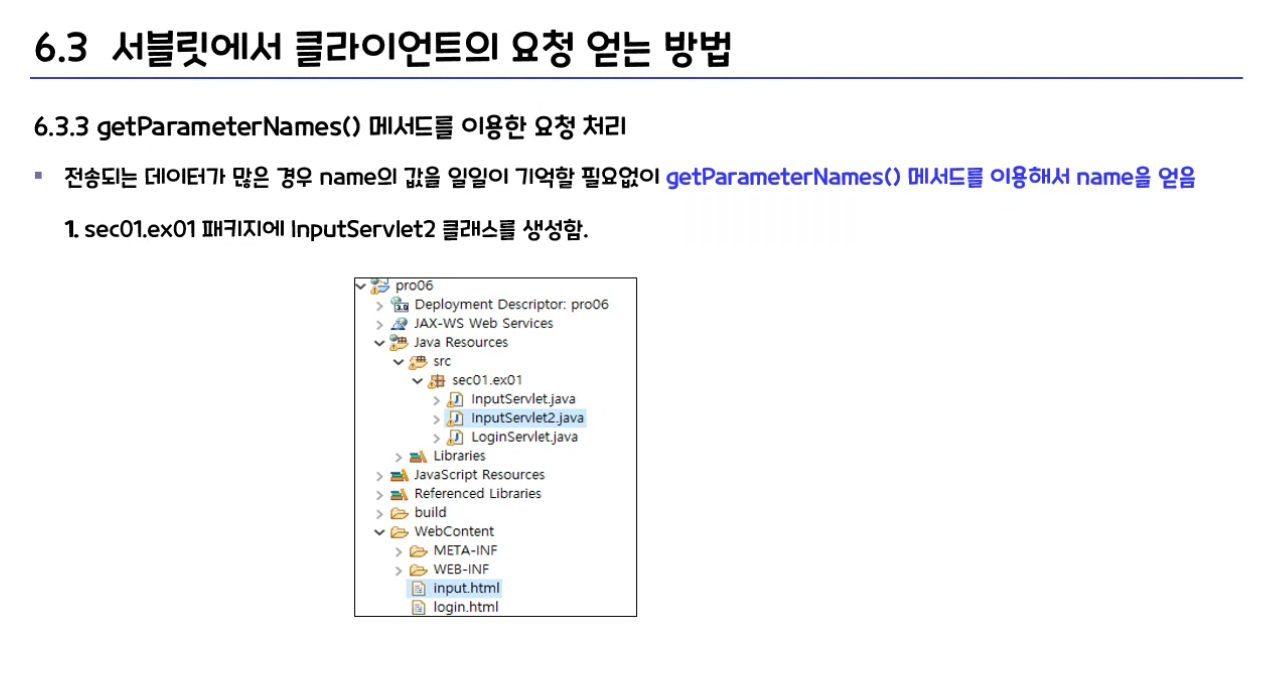 6.3 서블릿에서 클라이언트의 요청 얻는 방법
6.3.3 getParameterNames() 메서드를 이용한 요청 처리
전송되는 데이터가 많은 경우 name의 값을 일일이 기억할 필요없이 getParameterNames() 메서드를 이용해서 name을 얻음
1. sec01.ex01 패키지에 InputServlet2 클래스를 생성함.
pro06
Deployment Descriptor: pro06
JAX-WS Web Services
Java Resources
src
sec01.ex01
InputServlet.java
InputServlet2.java
LoginServlet.java
Libraries
JavaScript Resources
Referenced Libraries
build
WebContent
META-INF
WEB-INF
input.html
login.html